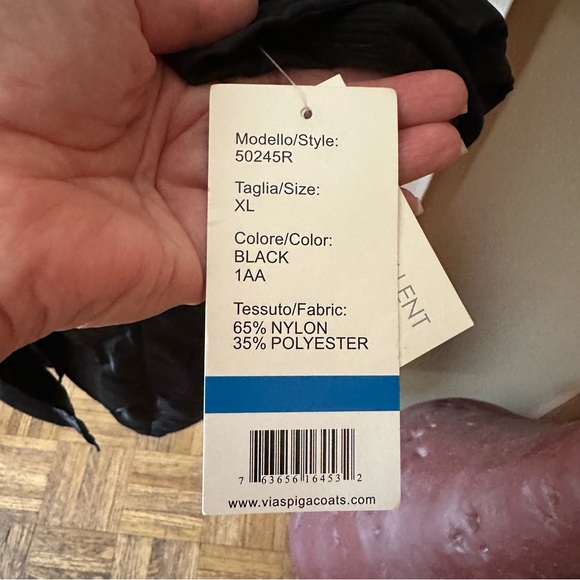 Modello/Style:
50245R
Taglia/Size:
XL
Colore/Color:
BLACK
1AA
Tessuto/Fabric:
65% NYLON
35% POLYESTER
7 63656 16453 2
www.viaspigacoats.com